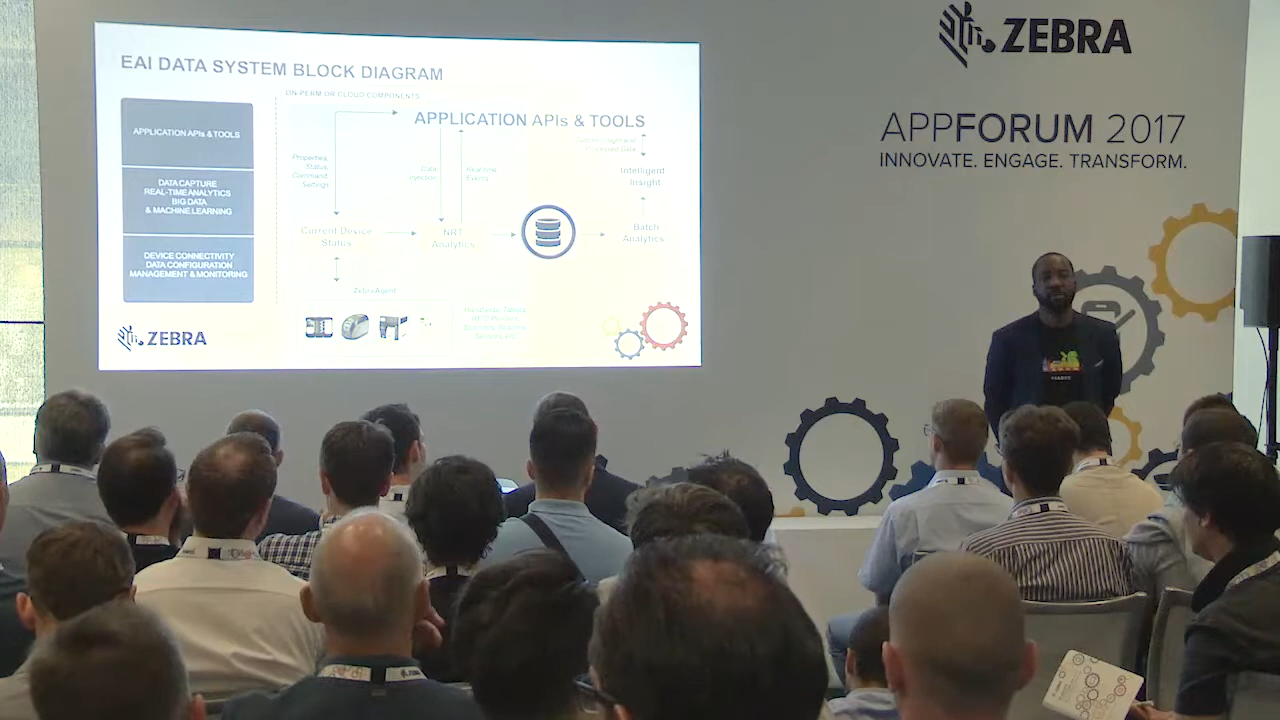 ZEBRA
APPFORUM 2017
INNOVATE. ENGAGE. TRANSFORM.
EAI DATA SYSTEM BLOCK DIAGRAM
ON-PERM OR CLOUD COMPONENTS
APPLICATION APIs & TOOLS
DATA CAPTURE
REAL-TIME ANALYTICS
BIG DATA
& MACHINE LEARNING
DEVICE CONNECTIVITY
DATA CONFIGURATION
MANAGEMENT & MONITORING
APPLICATION APIs & TOOLS
Properties,
Status,
Command,
Settings
Data
Injection
Real-time
Events
Processed Data
Intelligent
Insight
Current Device
Status
NRT
Analytics
Batch
Analytics
ZebraAgent
ZEBRA